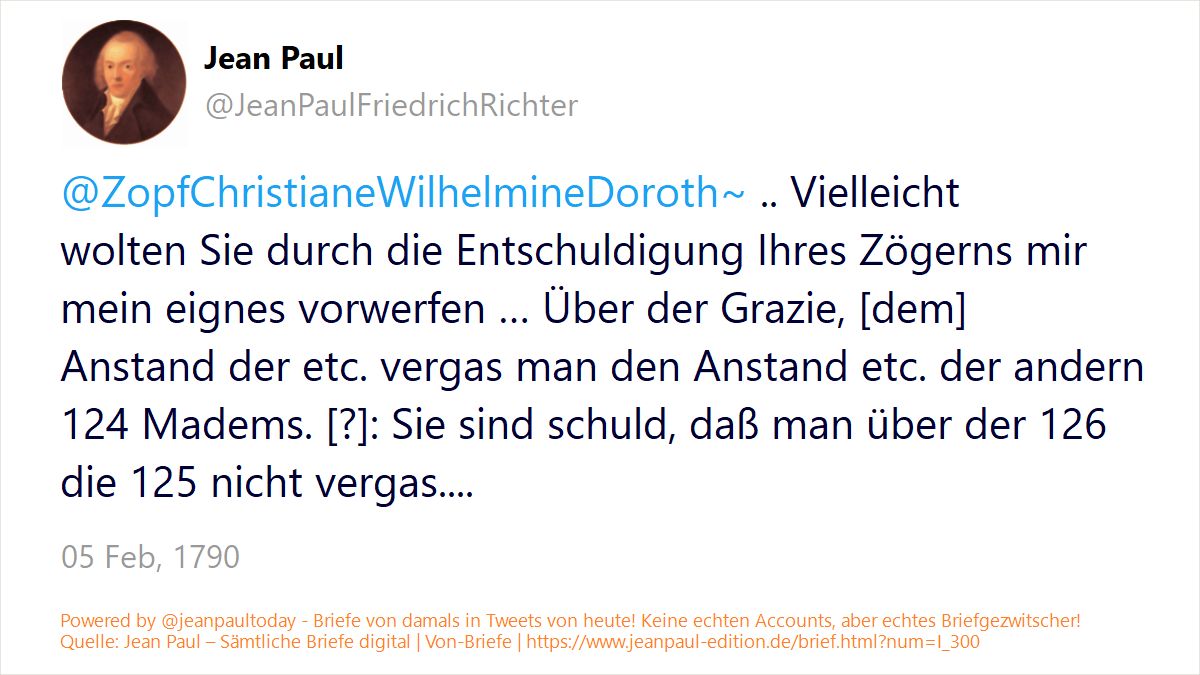 Jean Paul
@JeanPaulFriedrichRichter
@ZopfChristianeWilhelmineDoroth~ .. Vielleicht
wolten Sie durch die Entschuldigung Ihres Zögerns mir
mein eignes vorwerfen … Über der Grazie, [dem]
Anstand der etc. vergas man den Anstand etc. der andern
124 Madems. [?]: Sie sind schuld, daß man über der 126
die 125 nicht vergas....
05 Feb, 1790
Powered by @jeanpaultoday - Briefe von damals in Tweets von heute! Keine echten Accounts, aber echtes Briefgezwitscher!
Quelle: Jean Paul – Sämtliche Briefe digital | Von-Briefe | https://www.jeanpaul-edition.de/brief.html?num=I_300